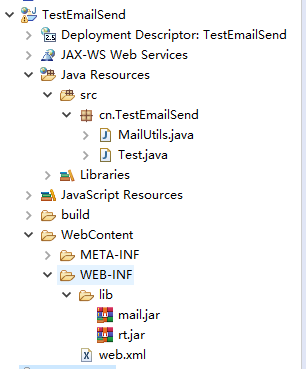 TestEmailSend
Deployment Descriptor: TestEmailSend
JAX-WS Web Services
Java Resources
src
cn.TestEmailSend
MailUtils.java
Test.java
Libraries
JavaScript Resources
build
WebContent
META-INF
WEB-INF
lib
mail.jar
rt.jar
web.xml